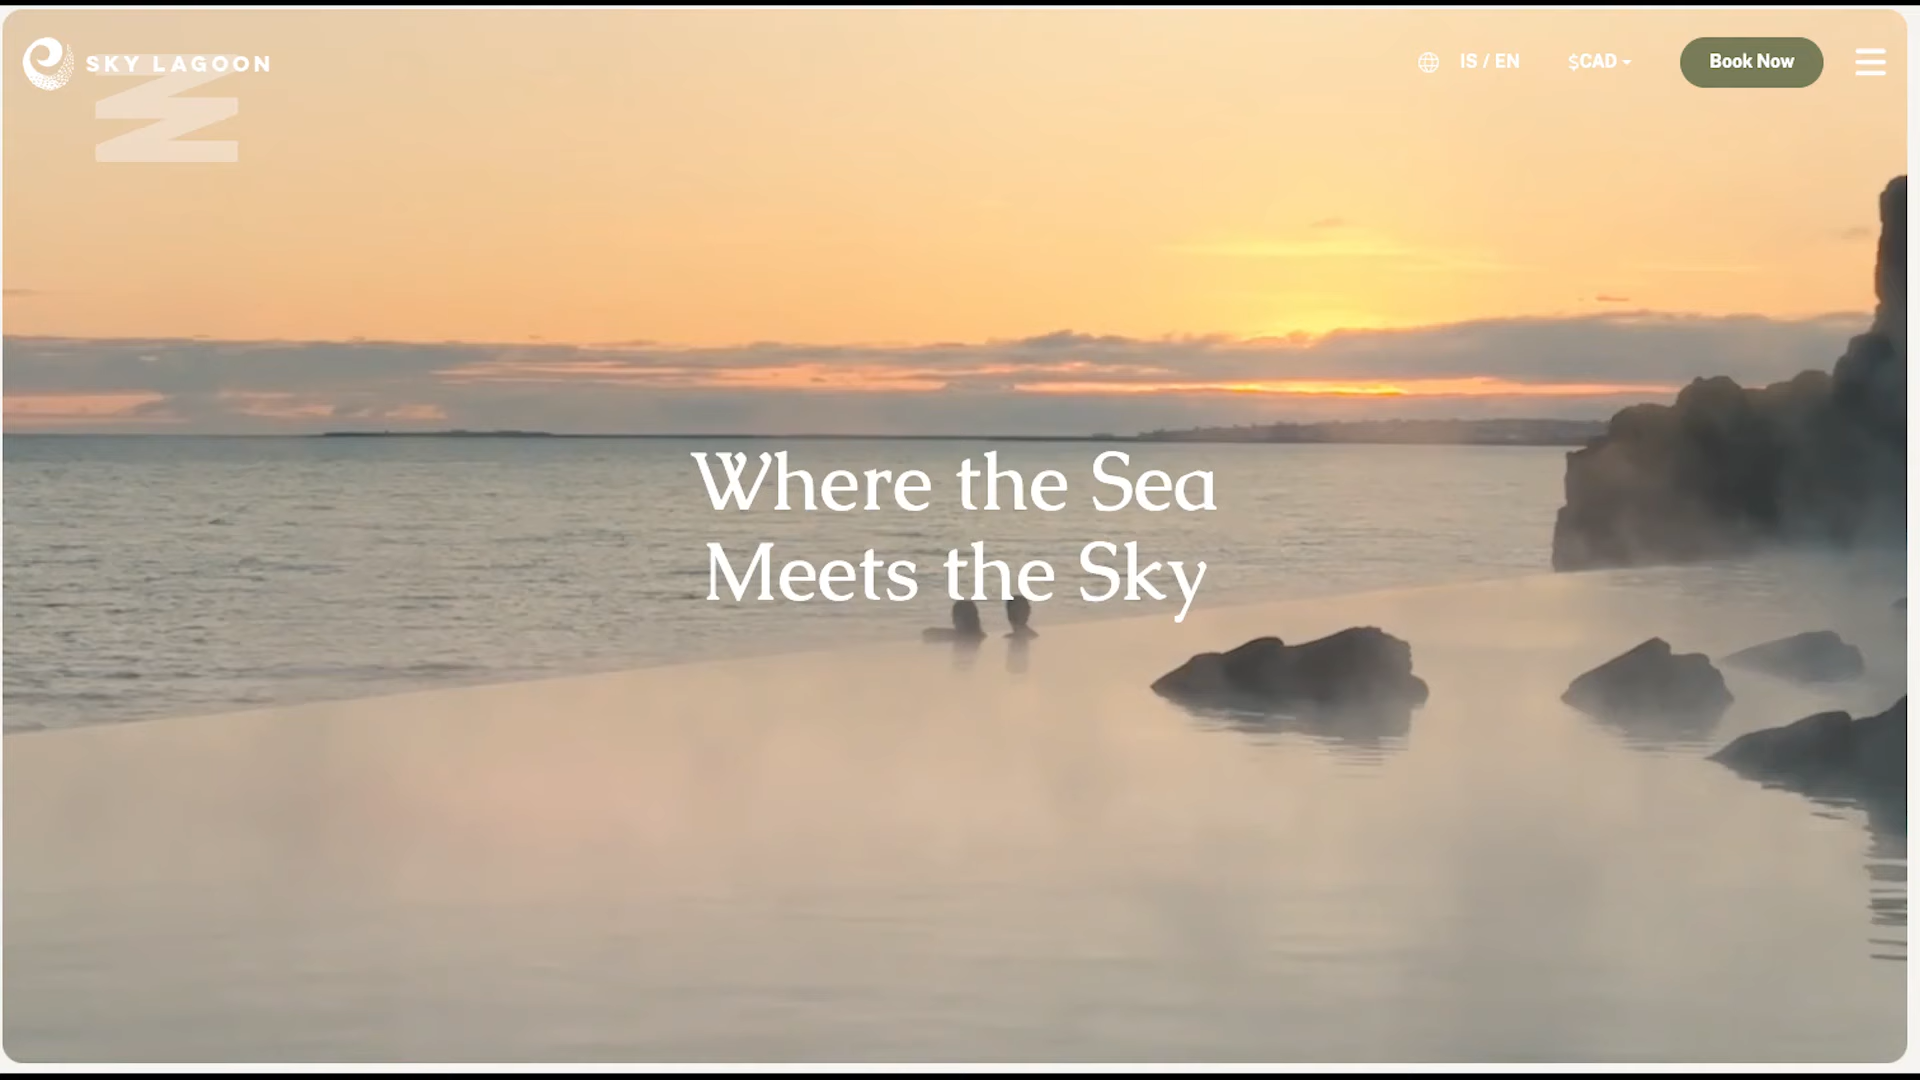 SKY LAGOON
IS / EN
$CAD
Book Now
Where the Sea
Meets the Sky